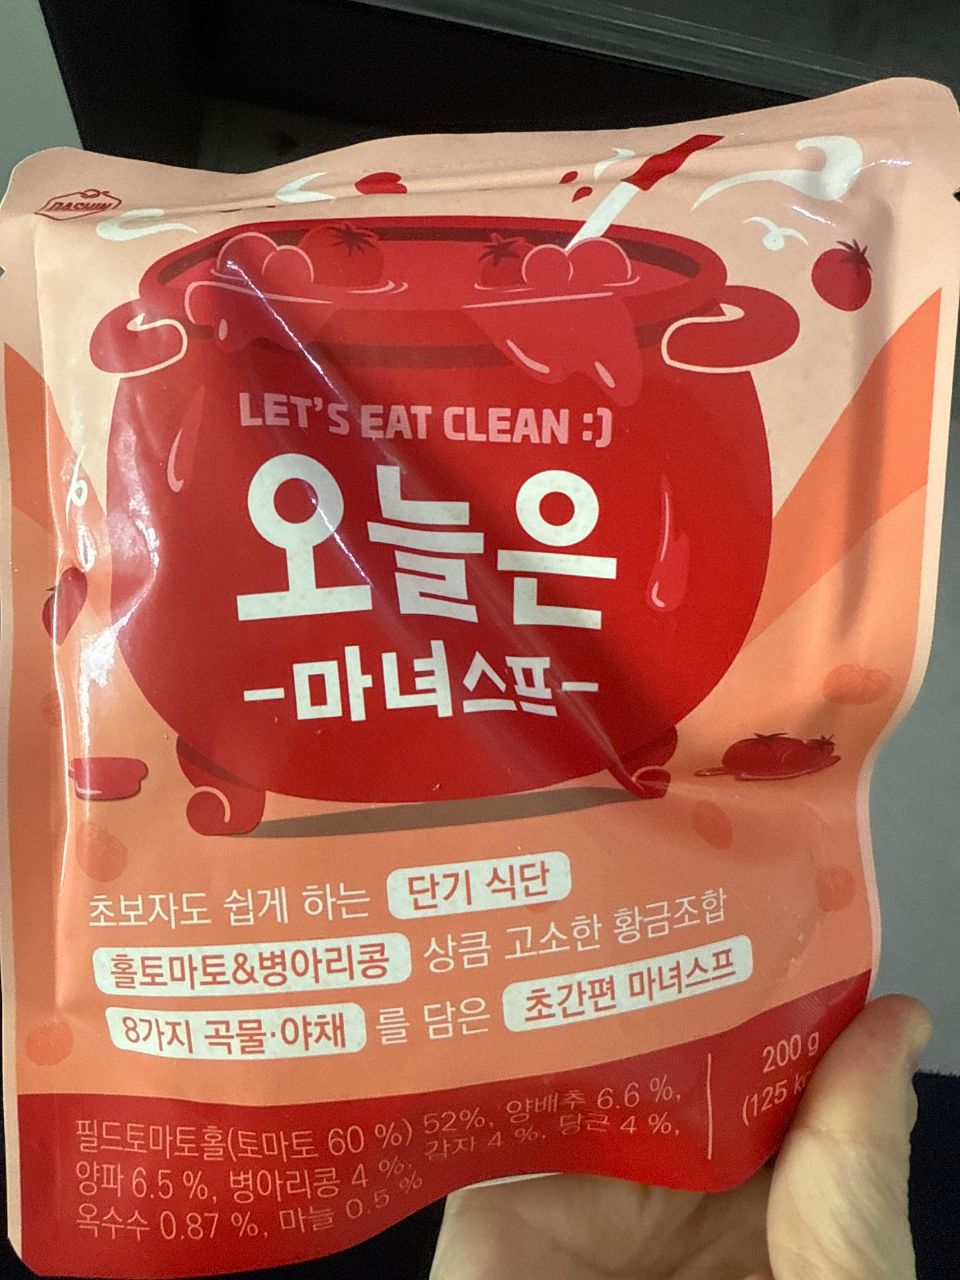 DASHIN
LET'S EAT CLEAN :)
오늘은
-마녀스프-
초보자도 쉽게 하는 단기 식단
홀토마토&병아리콩 상큼 고소한 황금조합
8가지 곡물·야채 를 담은 초간편 마녀스프
필드토마토홀(토마토 60 %) 52%, 양배추 6.6 %,
양파 6.5 %, 병아리콩 4 %, 감자 4 %, 당근 4 %,
옥수수 0.87 %, 마늘 0.5 %
200 g
(125